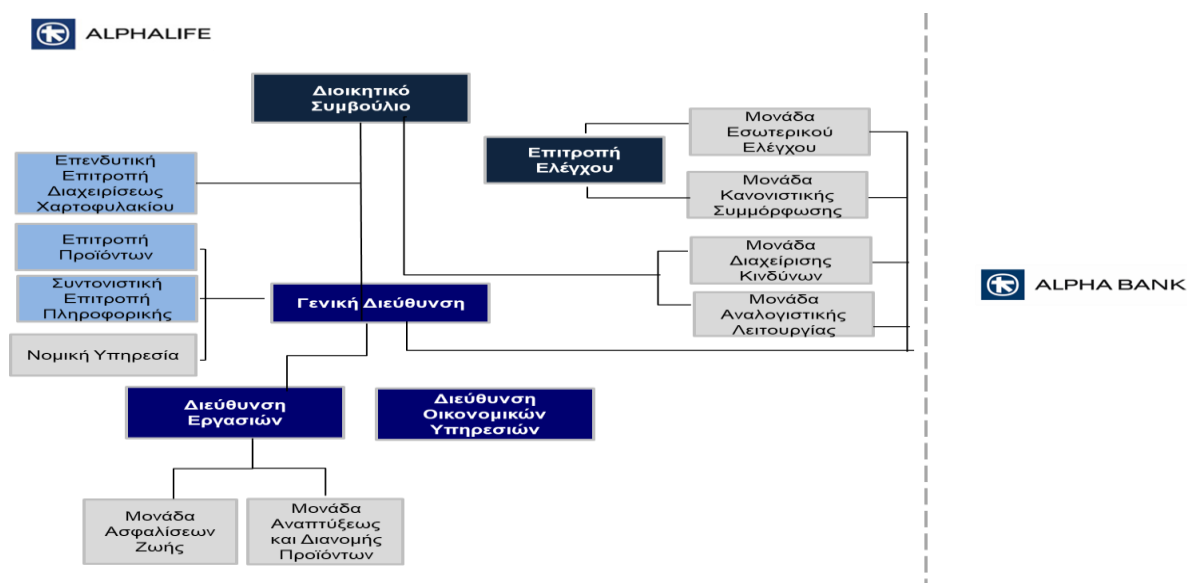 ALPHALIFE
Διοικητικό
Συμβούλιο
Μονάδα
Εσωτερικού
Ελέγχου
Επιτροπή
Ελέγχου
Επενδυτική
Επιτροπή
Διαχειρίσεως
Χαρτοφυλακίου
Μονάδα
Κανονιστικής
Συμμόρφωσης
Επιτροπή
Προϊόντων
Μονάδα
Διαχείρισης
Κινδύνων
Συντονιστική
Επιτροπή
Πληροφορικής
Γενική Διεύθυνση
Μονάδα
Αναλογιστικής
Λειτουργίας
ALPHA BANK
Νομική Υπηρεσία
Διεύθυνση
Εργασιών
Διεύθυνση
Οικονομικών
Υπηρεσιών
Μονάδα
Ασφαλίσεων
Ζωής
Μονάδα
Αναπτύξεως
και Διανομής
Προϊόντων